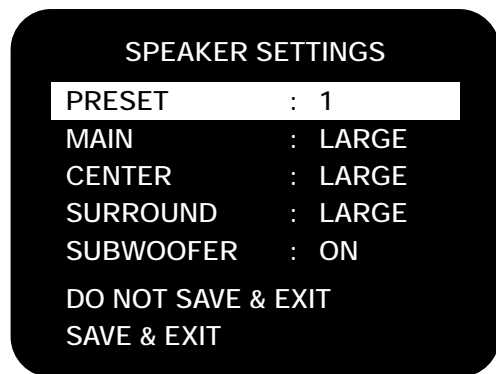 SPEAKER SETTINGS
PRESET : 1
MAIN : LARGE
CENTER : LARGE
SURROUND : LARGE
SUBWOOFER : ON
DO NOT SAVE & EXIT
SAVE & EXIT